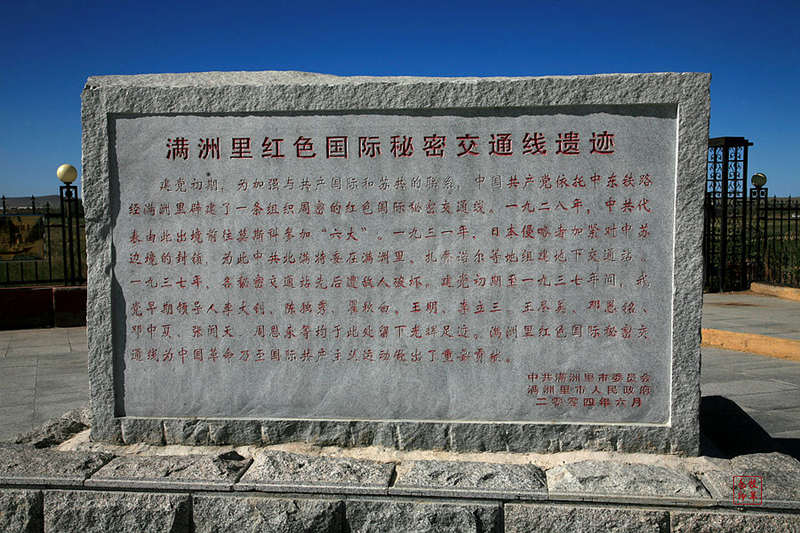 满洲里红色国际秘密交通线遗迹
建党初期，为加强与共产国际和苏共的联系，中国共产党依托中东铁路
经满洲里辟建了一条组织周密的红色国际秘密交通线。一九二八年，中共代
表由此出境前往莫斯科参加“六大”。一九三一年，日本侵略者加紧对中苏
边境的封锁，为此中共北满特委在满洲里、扎赉诺尔等地组建地下交通站。
一九三七年，各秘密交通站先后遭敌人破坏。建党初期至一九三七年间，我
党早期领导人李大钊、陈独秀、瞿秋白、王明、李立三、王尽美、邓恩铭、
邓中夏、张闻天、周恩来等均于此处留下光辉足迹。满洲里红色国际秘密交
通线为中国革命乃至国际共产主义运动做出了重要贡献。
中共满洲里市委员会
满洲里市人民政府
二零零四年六月